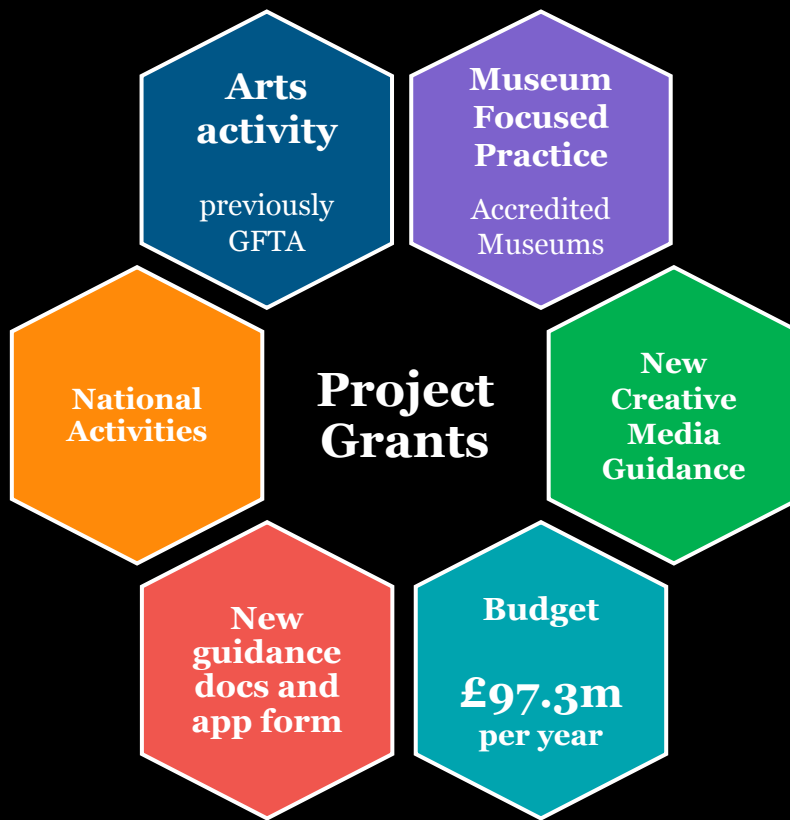 Arts
activity
previously
GFTA
Museum
Focused
Practice
Accredited
Museums
National
Activities
Project
Grants
New
Creative
Media
Guidance
New
guidance
docs and
app form
Budget
£97.3m
per year